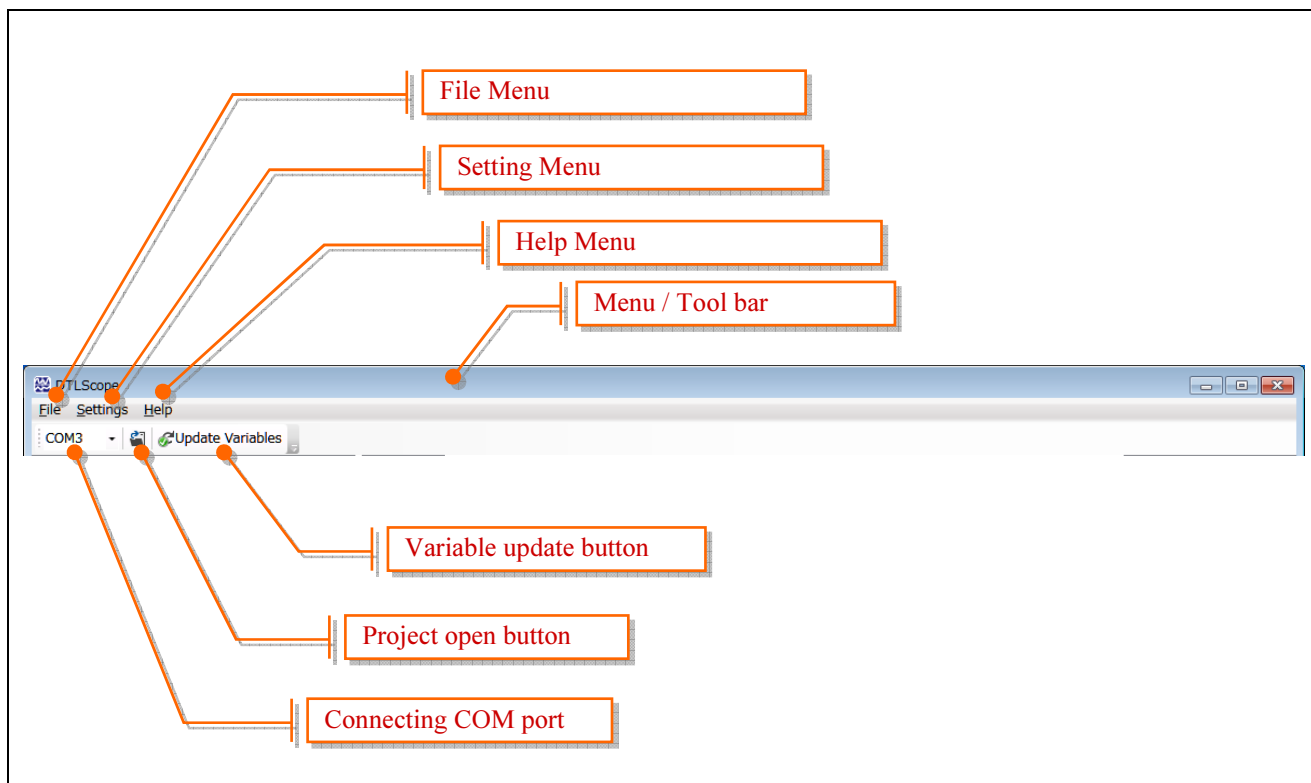 File Menu
Setting Menu
Help Menu
Menu / Tool bar
DTLScope
File Settings Help
COM3 Update Variables
Variable update button
Project open button
Connecting COM port